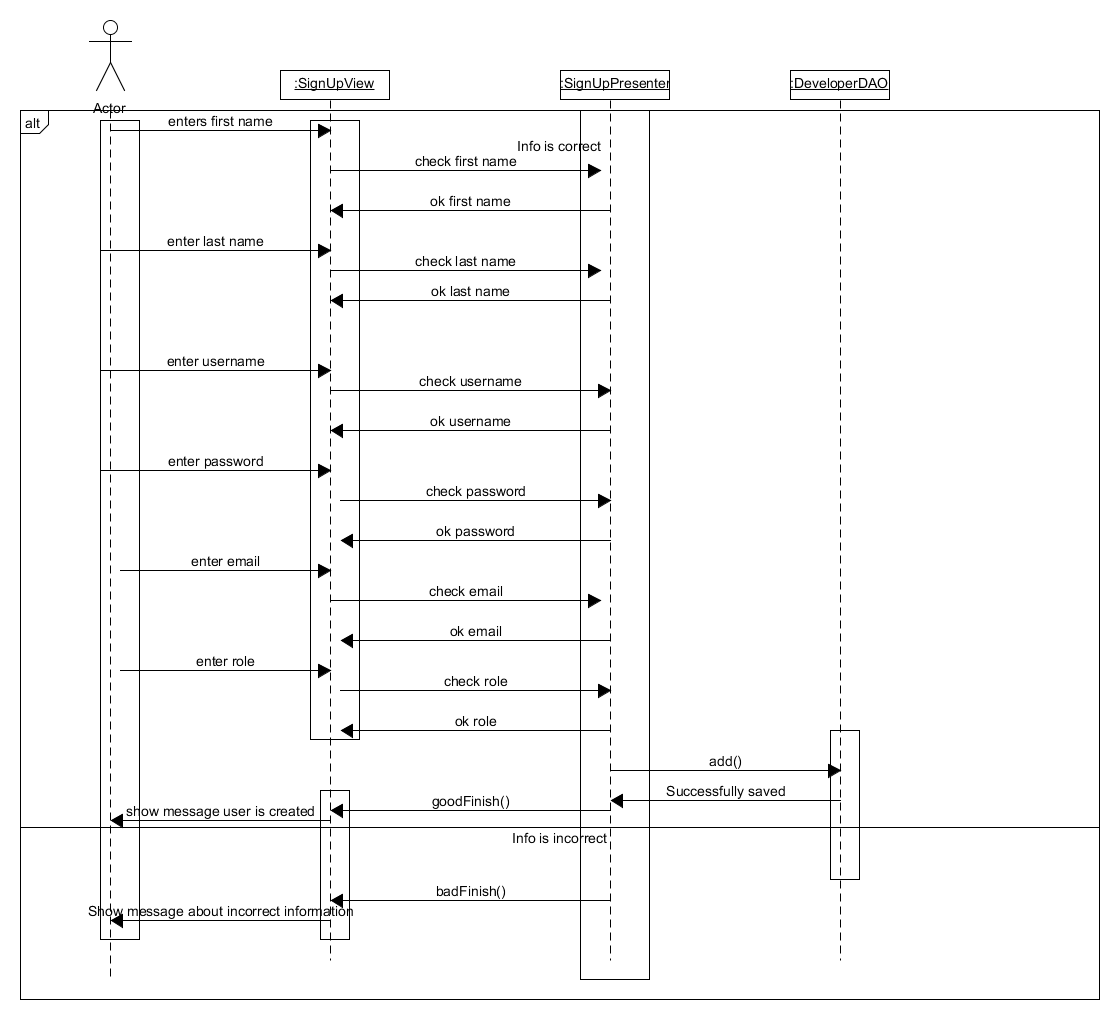 :SignUpView
:SignUpPresenter
:DeveloperDAO
Actor
alt
enters first name
Info is correct
check first name
ok first name
enter last name
check last name
ok last name
enter username
check username
ok username
enter password
check password
ok password
enter email
check email
ok email
enter role
check role
ok role
add()
Successfully saved
goodFinish()
show message user is created
Info is incorrect
badFinish()
Show message about incorrect information